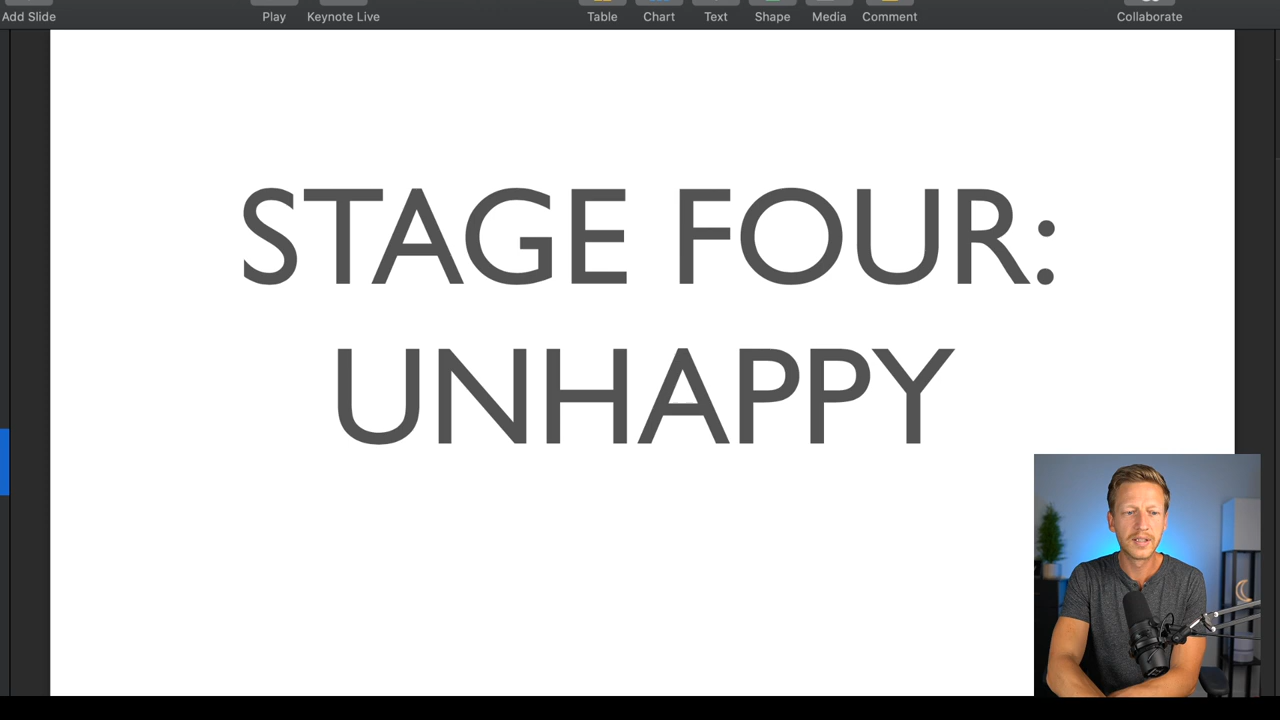 Add Slide Play Keynote Live Table Chart Text Shape Media Comment Collaborate
STAGE FOUR:
UNHAPPY